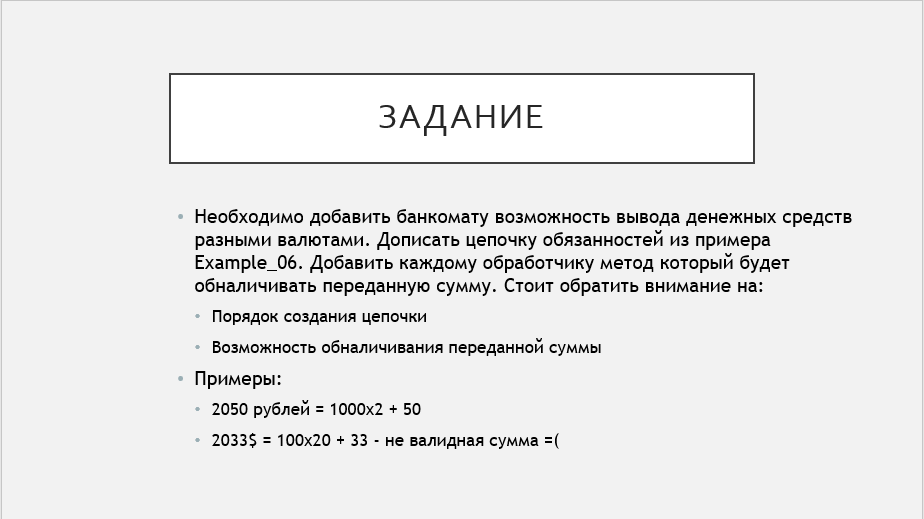 ЗАДАНИЕ
Необходимо добавить банкомату возможность вывода денежных средств
разными валютами. Дописать цепочку обязанностей из примера
Example_06. Добавить каждому обработчику метод который будет
обналичивать переданную сумму. Стоит обратить внимание на:
Порядок создания цепочки
Возможность обналичивания переданной суммы
Примеры:
2050 рублей = 1000x2 + 50
2033$ = 100x20 + 33 - не валидная сумма =(